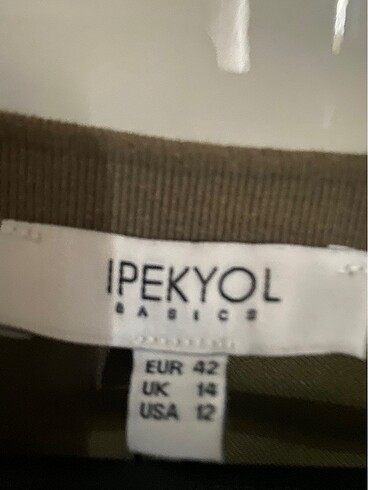 IPEKYOL
BASICS
EUR 42
UK 14
USA 12